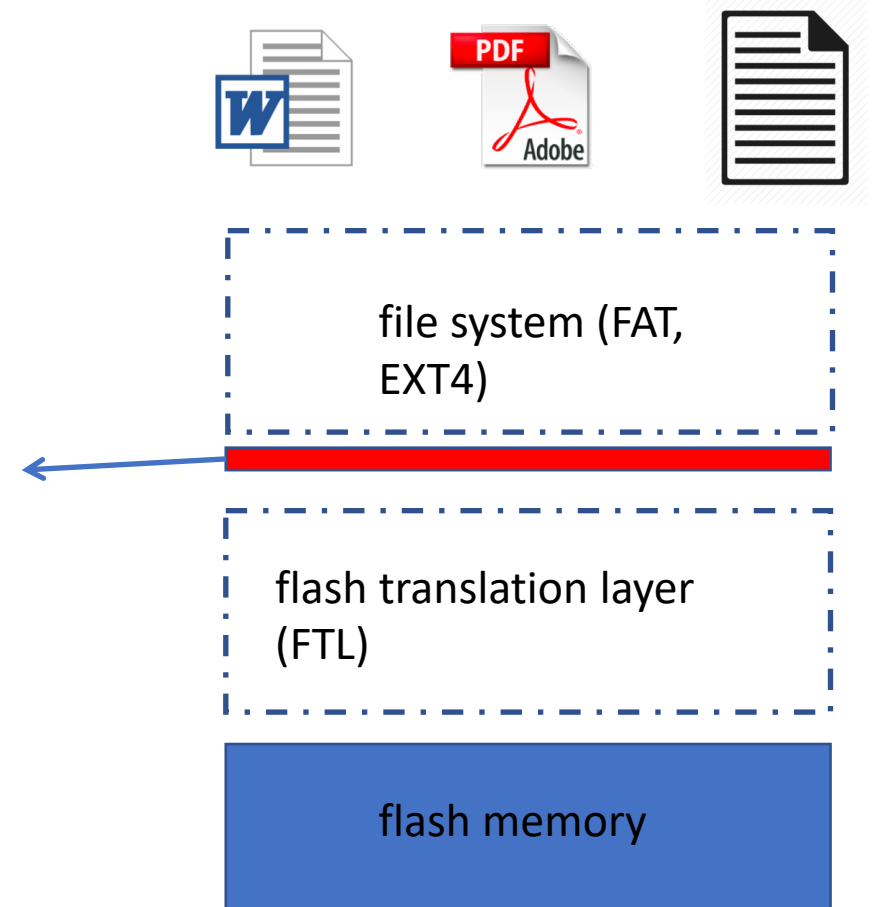 W
PDF
Adobe
file system (FAT,
EXT4)
flash translation layer
(FTL)
flash memory